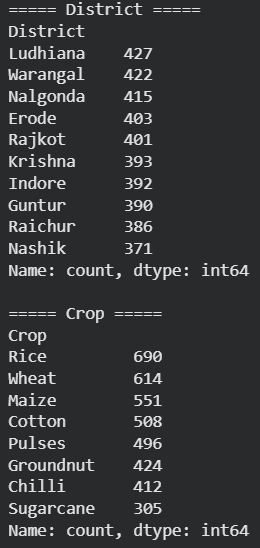 ===== District =====
District
Ludhiana    427
Warangal    422
Nalgonda    415
Erode       403
Rajkot      401
Krishna     393
Indore      392
Guntur      390
Raichur     386
Nashik      371
Name: count, dtype: int64

===== Crop =====
Crop
Rice         690
Wheat        614
Maize        551
Cotton       508
Pulses       496
Groundnut    424
Chilli       412
Sugarcane    305
Name: count, dtype: int64